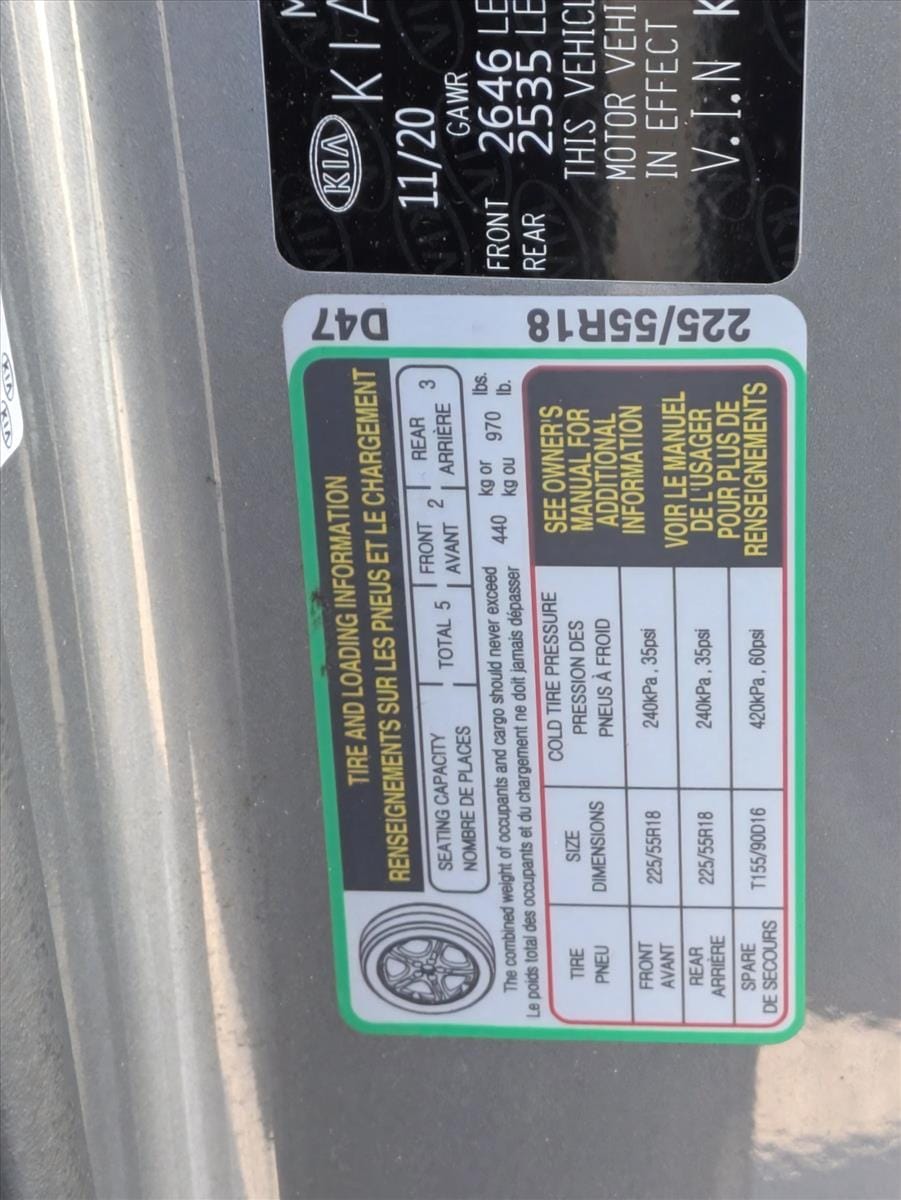 TIRE AND LOADING INFORMATION
RENSEIGNEMENTS SUR LES PNEUS ET LE CHARGEMENT
SEATING CAPACITY
NOMBRE DE PLACES
TOTAL 5
FRONT
AVANT
2
REAR
ARRIÈRE
3
The combined weight of occupants and cargo should never exceed 440 kg or 970 lbs.
Le poids total des occupants et du chargement ne doit jamais dépasser kg ou lb.
TIRE
PNEU
SIZE
DIMENSIONS
COLD TIRE PRESSURE
PRESSION DES
PNEUS À FROID
FRONT
AVANT
225/55R18
240kPa , 35psi
REAR
ARRIÈRE
225/55R18
240kPa , 35psi
SPARE
DE SECOURS
T155/90D16
420kPa , 60psi
SEE OWNER'S
MANUAL FOR
ADDITIONAL
INFORMATION
VOIR LE MANUEL
DE L'USAGER
POUR PLUS DE
RENSEIGNEMENTS
D47
225/55R18
KIA KIA M
11/20
GAWR
FRONT 2646 
REAR 2535 
THIS 
MOTOR 
IN EFFECT
V.I.N K
KIA KIA